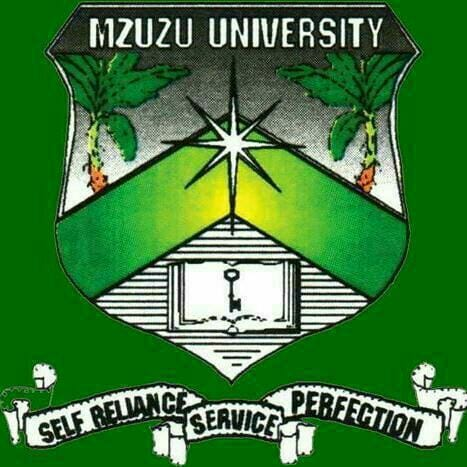 MZUZU UNIVERSITY
SELF RELIANCE SERVICE PERFECTION